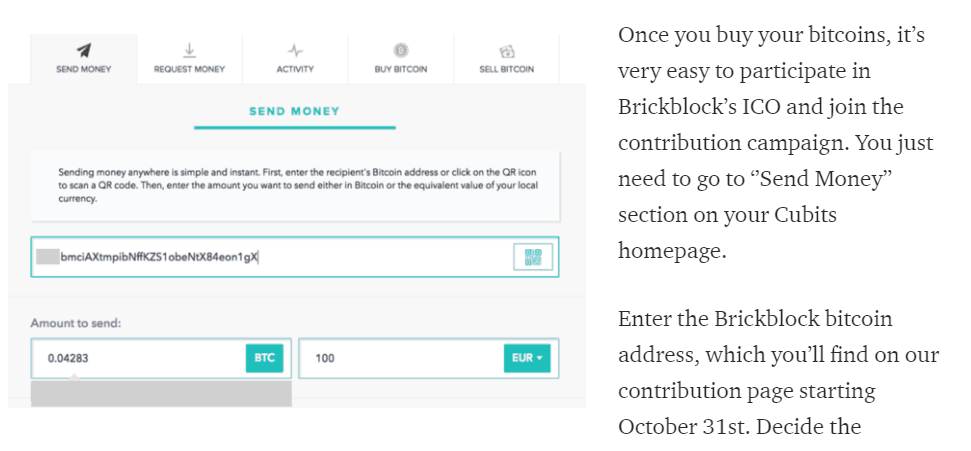 SEND MONEY
REQUEST MONEY
ACTIVITY
BUY BITCOIN
SELL BITCOIN
SEND MONEY
Sending money anywhere is simple and instant. First, enter the recipient's Bitcoin address or click on the QR icon
to scan a QR code. Then, enter the amount you want to send either in Bitcoin or the equivalent value of your local
currency.
bmciAXtmpibNffKZS1obeNtX84eon1gX
Amount to send:
0.04283 BTC
100 EUR
Once you buy your bitcoins, it’s
very easy to participate in
Brickblock’s ICO and join the
contribution campaign. You just
need to go to “Send Money”
section on your Cubits
homepage.
Enter the Brickblock bitcoin
address, which you’ll find on our
contribution page starting
October 31st. Decide the